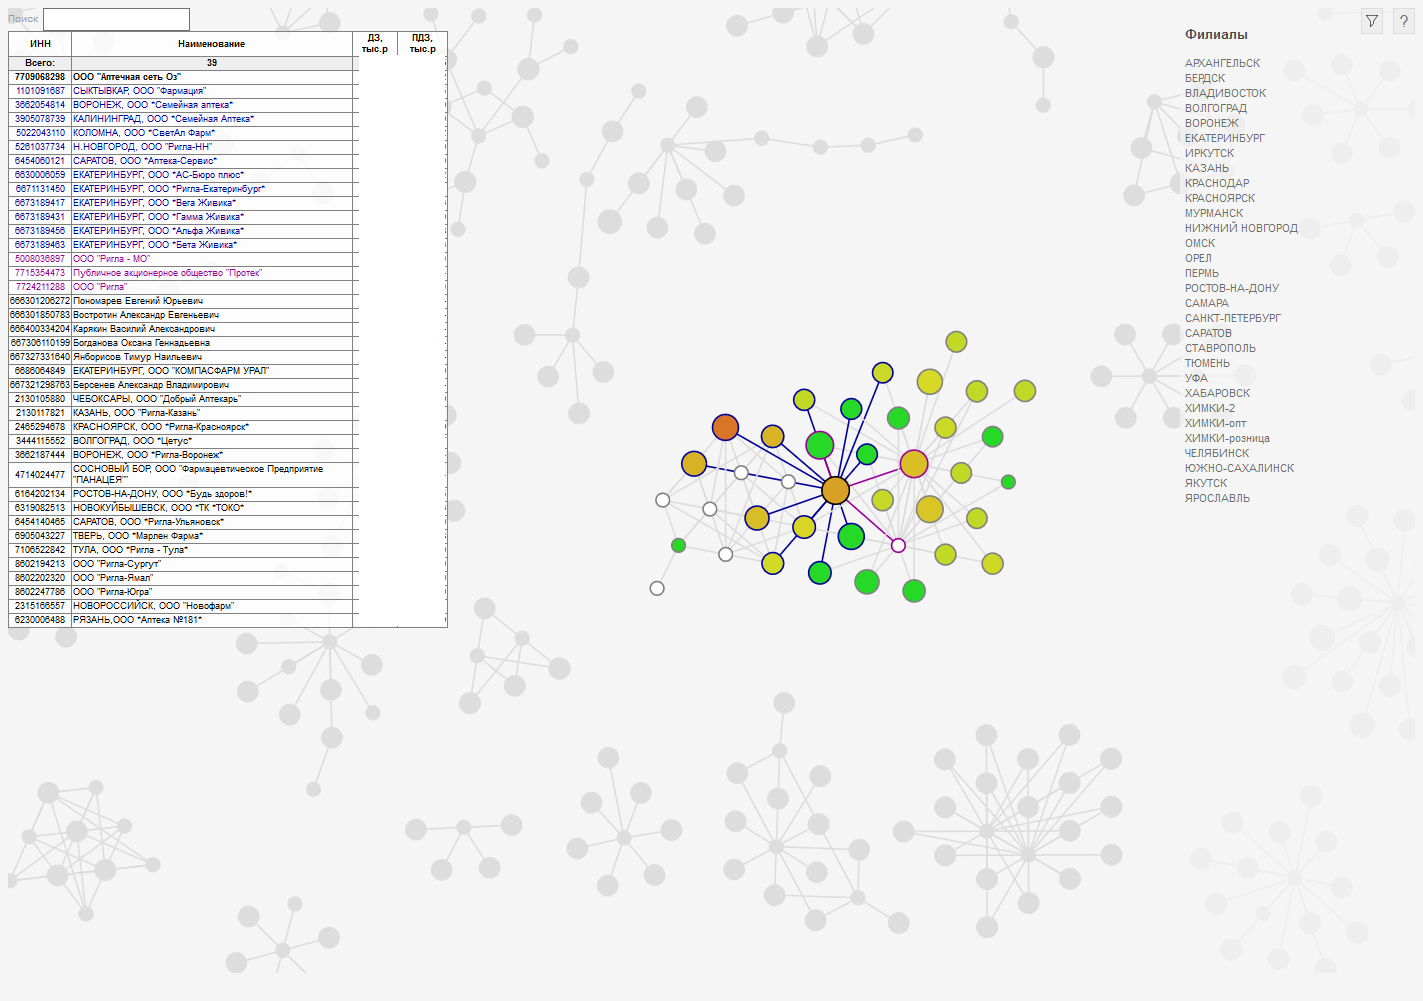 Поиск
ИНН Наименование ДЗ, тыс.р ПДЗ, тыс.р
Всего: 39
7709068298 ООО "Аптечная сеть Оз"
1101091687 СЫКТЫВКАР, ООО "Фармация"
3662054814 ВОРОНЕЖ, ООО *Семейная аптека*
3905078739 КАЛИНИНГРАД, ООО *Семейная Аптека*
5022043110 КОЛОМНА, ООО *СветАл Фарм*
5261037734 Н.НОВГОРОД, ООО "Ригла-НН"
6454060121 САРАТОВ, ООО *Аптека-Сервис*
6630006059 ЕКАТЕРИНБУРГ, ООО *АС-Бюро плюс*
6671131450 ЕКАТЕРИНБУРГ, ООО *Ригла-Екатеринбург*
6673189417 ЕКАТЕРИНБУРГ, ООО *Вега Живика*
6673189431 ЕКАТЕРИНБУРГ, ООО *Гамма Живика*
6673189456 ЕКАТЕРИНБУРГ, ООО *Альфа Живика*
6673189463 ЕКАТЕРИНБУРГ, ООО *Бета Живика*
5008036897 ООО "Ригла - МО"
7715354473 Публичное акционерное общество "Протек"
7724211288 ООО "Ригла"
666301206272 Пономарев Евгений Юрьевич
666301850783 Востротин Александр Евгеньевич
666400334204 Карякин Василий Александрович
667306110199 Богданова Оксана Геннадьевна
667327331640 Янборисов Тимур Наильевич
6686064849 ЕКАТЕРИНБУРГ, ООО "КОМПАСФАРМ УРАЛ"
667321298763 Берсенев Александр Владимирович
2130105880 ЧЕБОКСАРЫ, ООО "Добрый Аптекарь"
2130117821 КАЗАНЬ, ООО "Ригла-Казань"
2465294678 КРАСНОЯРСК, ООО *Ригла-Красноярск*
3444115552 ВОЛГОГРАД, ООО *Цетус*
3662187444 ВОРОНЕЖ, ООО *Ригла-Воронеж*
4714024477 СОСНОВЫЙ БОР, ООО "Фармацевтическое Предприятие
"ПАНАЦЕЯ""
6164202134 РОСТОВ-НА-ДОНУ, ООО *Будь здоров!*
6319082513 НОВОКУЙБЫШЕВСК, ООО *ТК *ТОКО*
6454140465 САРАТОВ, ООО *Ригла-Ульяновск*
6905043227 ТВЕРЬ, ООО *Марлен Фарма*
7106522842 ТУЛА, ООО *Ригла - Тула*
8602194213 ООО "Ригла-Сургут"
8602202320 ООО "Ригла-Ямал"
8602247786 ООО "Ригла-Югра"
2315166557 НОВОРОССИЙСК, ООО "Новофарм"
6230006488 РЯЗАНЬ,ООО *Аптека №181*
?
Филиалы
АРХАНГЕЛЬСК
БЕРДСК
ВЛАДИВОСТОК
ВОЛГОГРАД
ВОРОНЕЖ
ЕКАТЕРИНБУРГ
ИРКУТСК
КАЗАНЬ
КРАСНОДАР
КРАСНОЯРСК
МУРМАНСК
НИЖНИЙ НОВГОРОД
ОМСК
ОРЕЛ
ПЕРМЬ
РОСТОВ-НА-ДОНУ
САМАРА
САНКТ-ПЕТЕРБУРГ
САРАТОВ
СТАВРОПОЛЬ
ТЮМЕНЬ
УФА
ХАБАРОВСК
ХИМКИ-2
ХИМКИ-опт
ХИМКИ-розница
ЧЕЛЯБИНСК
ЮЖНО-САХАЛИНСК
ЯКУТСК
ЯРОСЛАВЛЬ